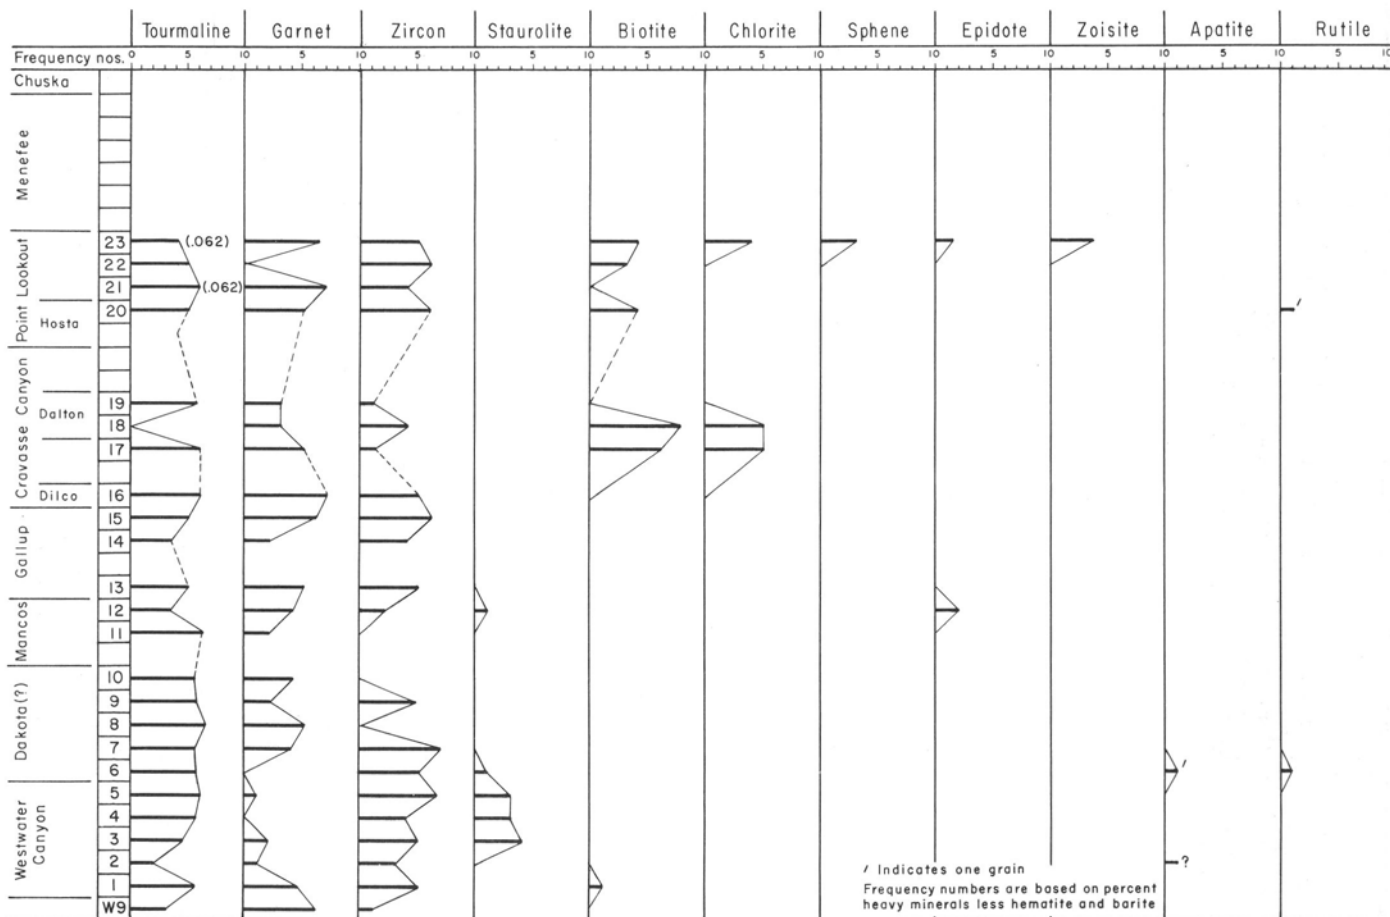 Tourmaline Garnet Zircon Staurolite Biotite Chlorite Sphene Epidote Zoisite Apatite Rutile
Frequency nos. 0 5 10 5 10 5 10 5 10 5 10 5 10 5 10 5 10 5 10 5 10 5 10
Chuska
Menefee
Point Lookout
Hosta
Cravasse Canyon
Dalton
Dilco
Gallup
Mancos
Dakota(?)
Westwater
Canyon
23 (.062)
22
21 (.062)
20 /
19
18
17
16
15
14
13
12
11
10
9
8
7
6 /
5
4
3
2 ?
1
W9
/ Indicates one grain
Frequency numbers are based on percent
heavy minerals less hematite and barite